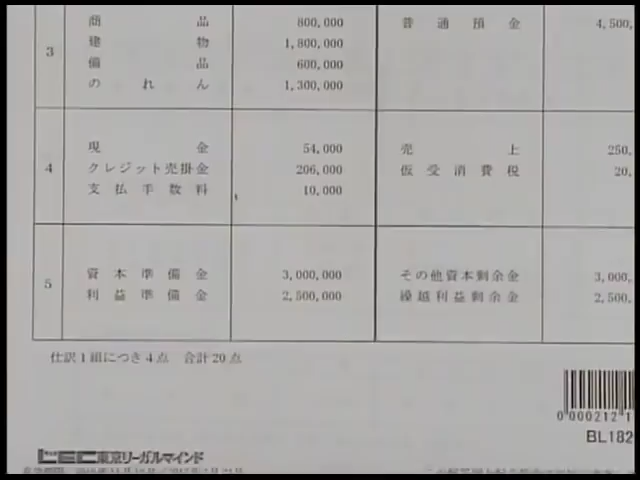 商品 800,000 普通預金 4,500,
3 建物 1,800,000
備品 600,000
のれん 1,300,000
現金 54,000 売上 250,
4 クレジット売掛金 206,000 仮受消費税 20,
支払手数料 10,000
資本準備金 3,000,000 その他資本剰余金 3,000,
5 利益準備金 2,500,000 繰越利益剰余金 2,500,
仕訳1組につき4点 合計20点
0 000212 1
BL182
LEC東京リーガルマインド